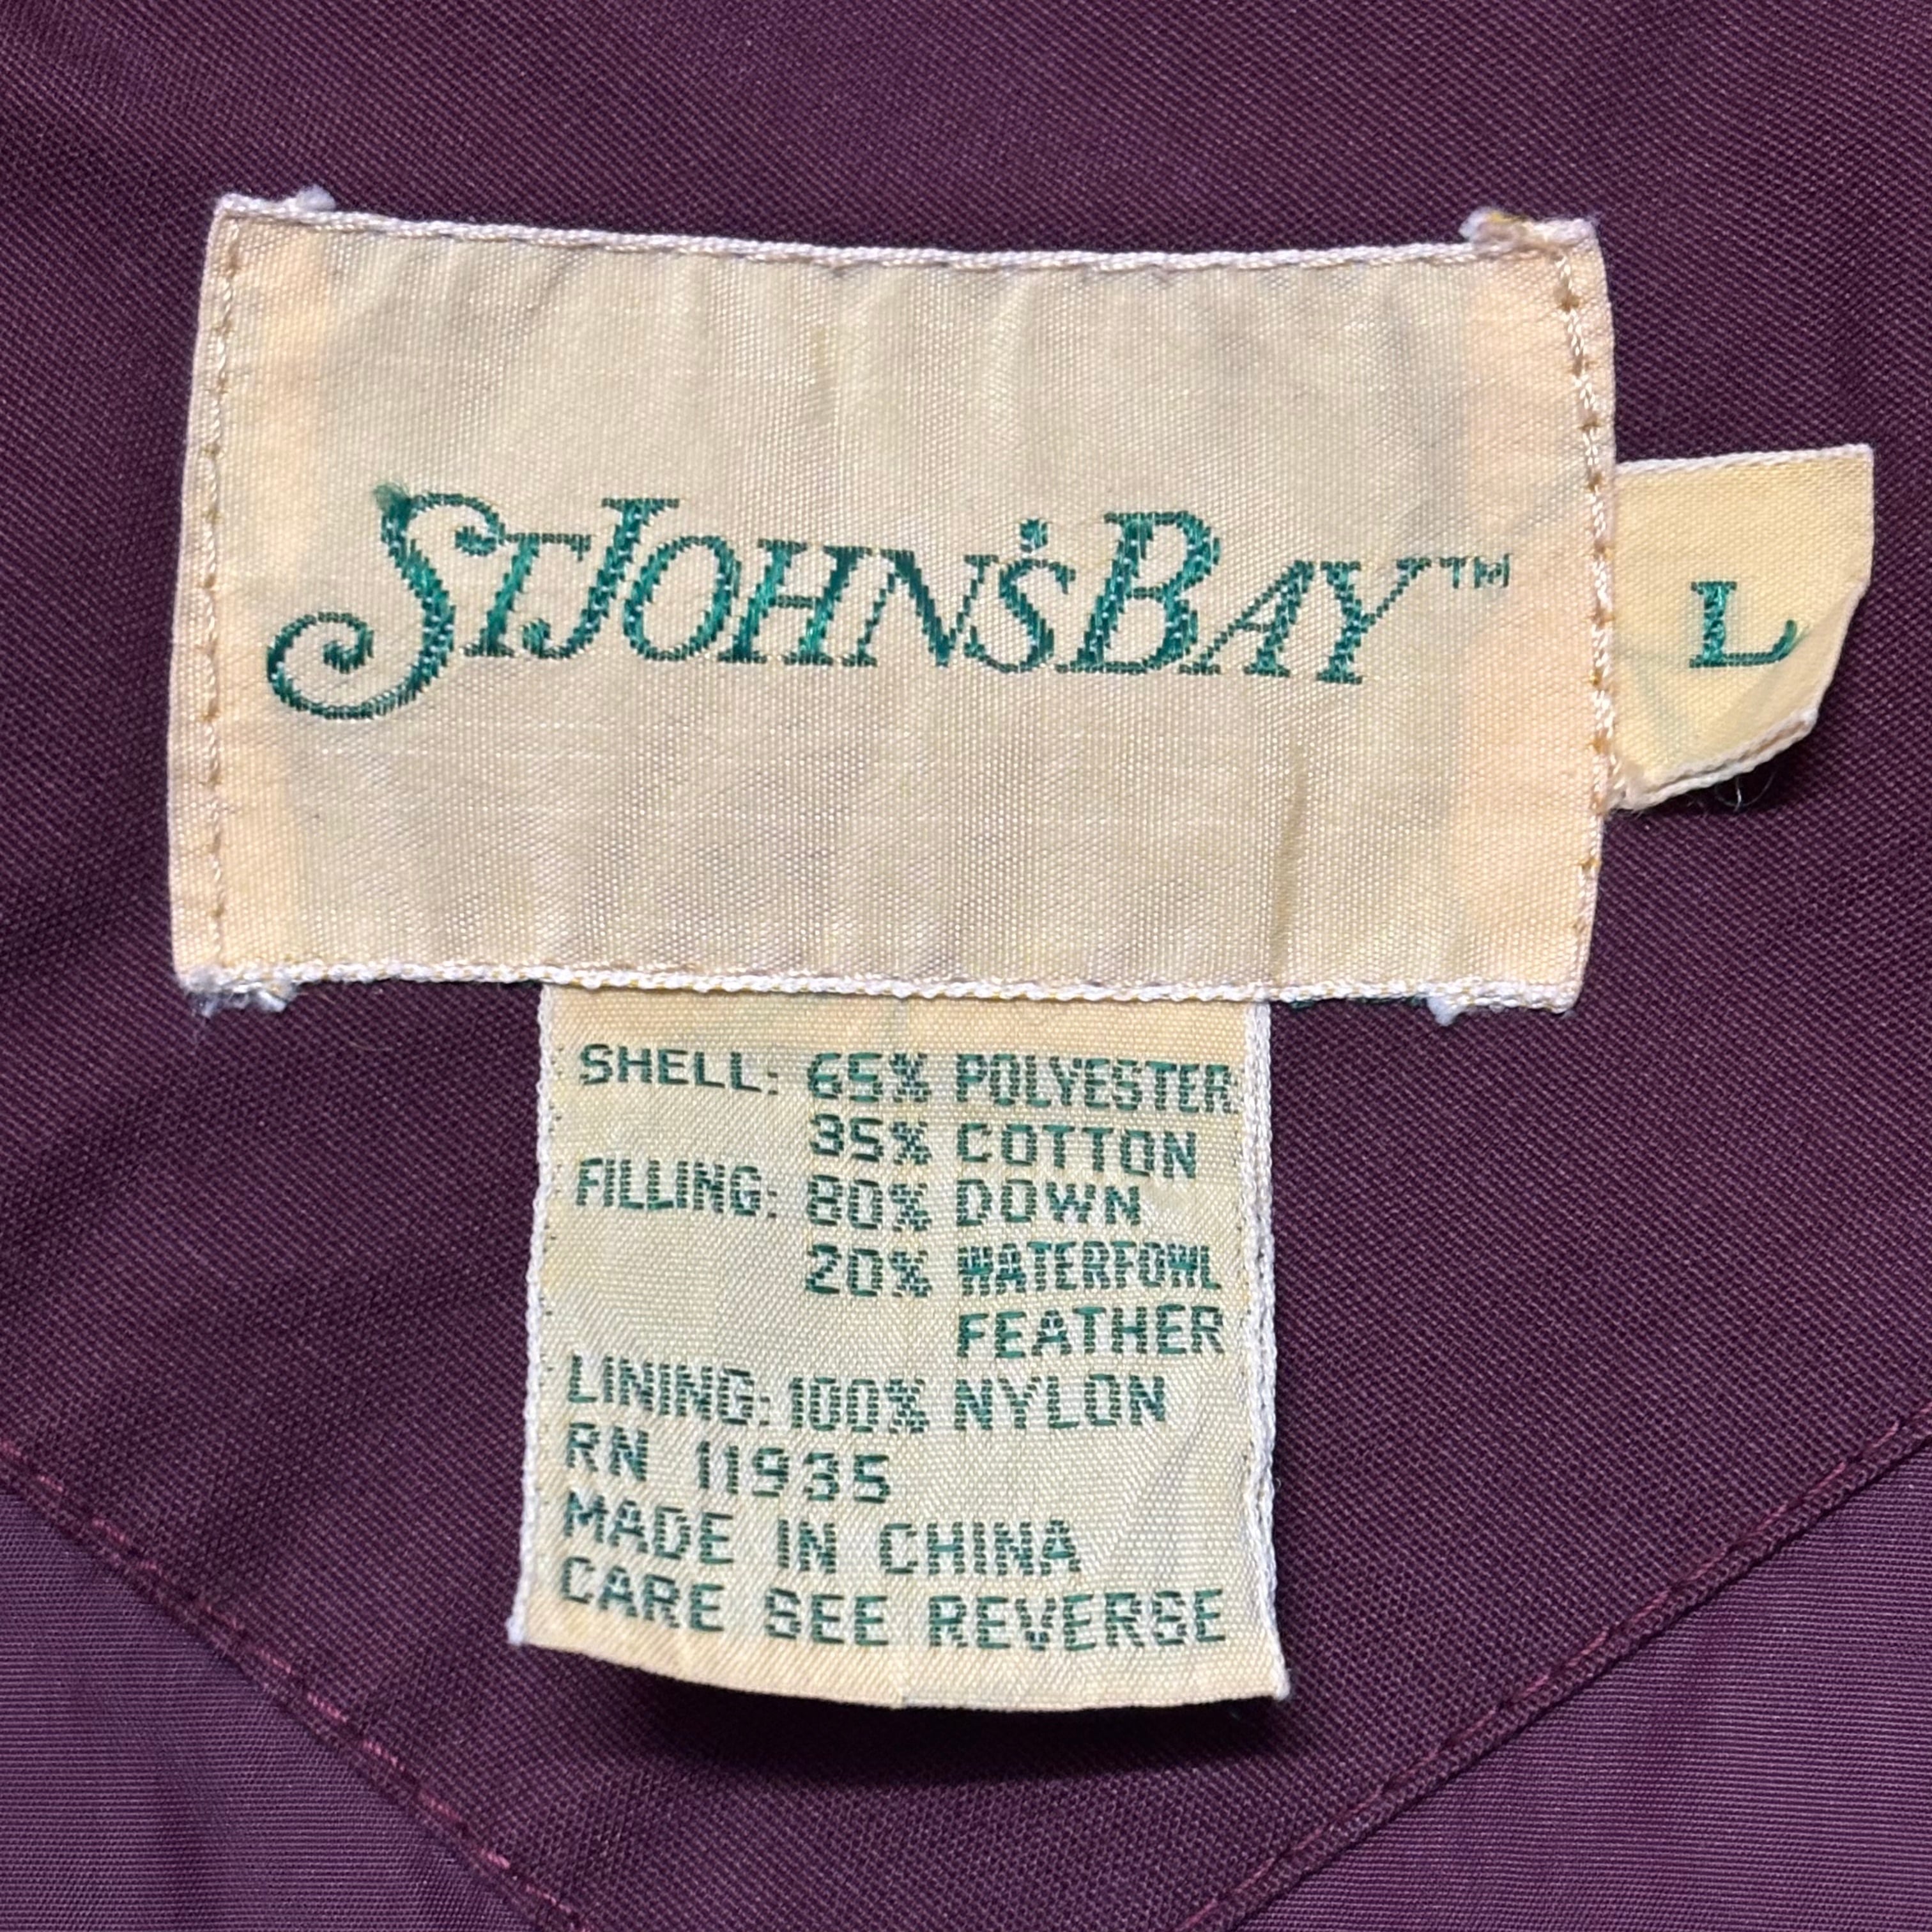 ST JOHN'S BAY™
L
SHELL: 65% POLYESTER
35% COTTON
FILLING: 80% DOWN
20% WATERFOWL
FEATHER
LINING: 100% NYLON
RN 11935
MADE IN CHINA
CARE SEE REVERSE